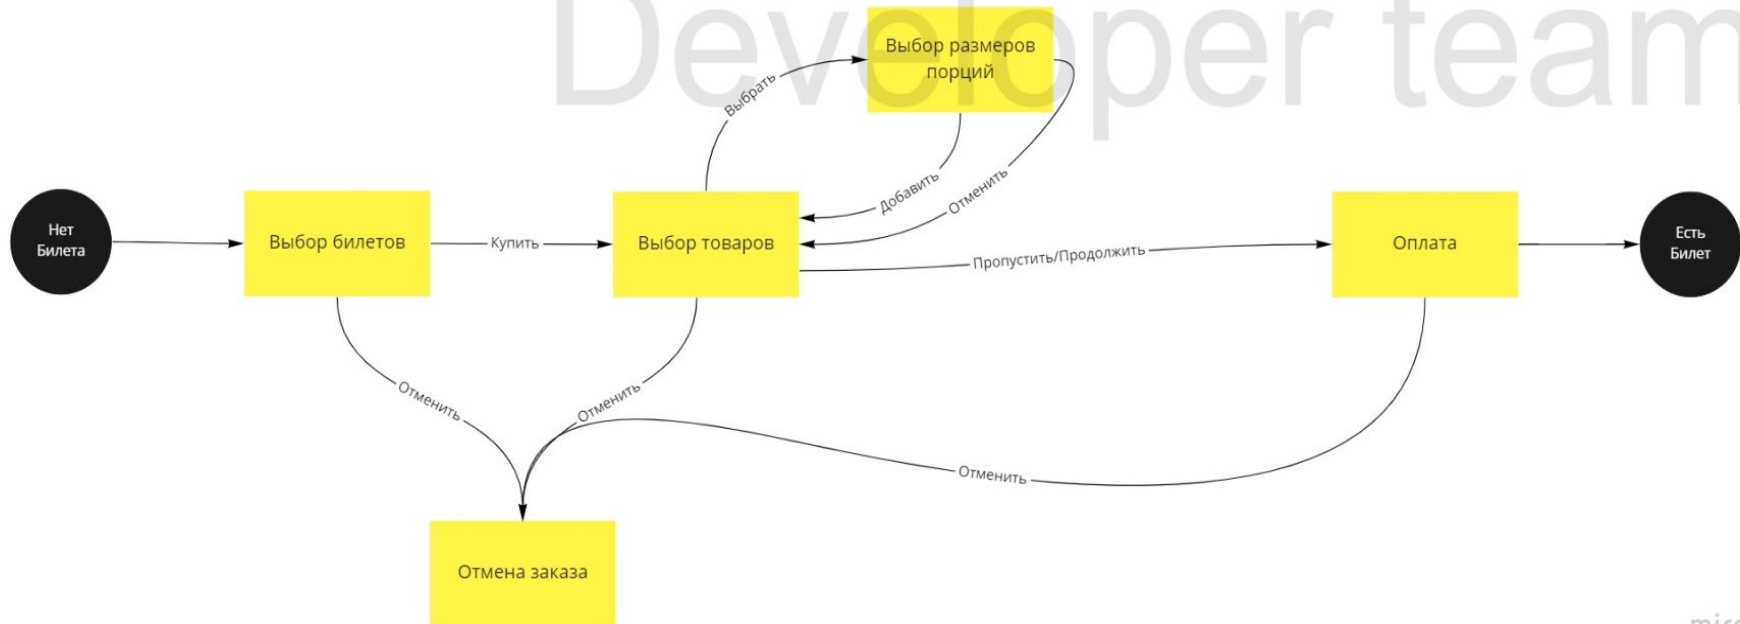 Developer team
Выбор размеров
порций
Выбрать
Добавить
Отменить
Нет
Билета
Выбор билетов
Купить
Выбор товаров
Пропустить/Продолжить
Оплата
Есть
Билет
Отменить
Отменить
Отменить
Отмена заказа